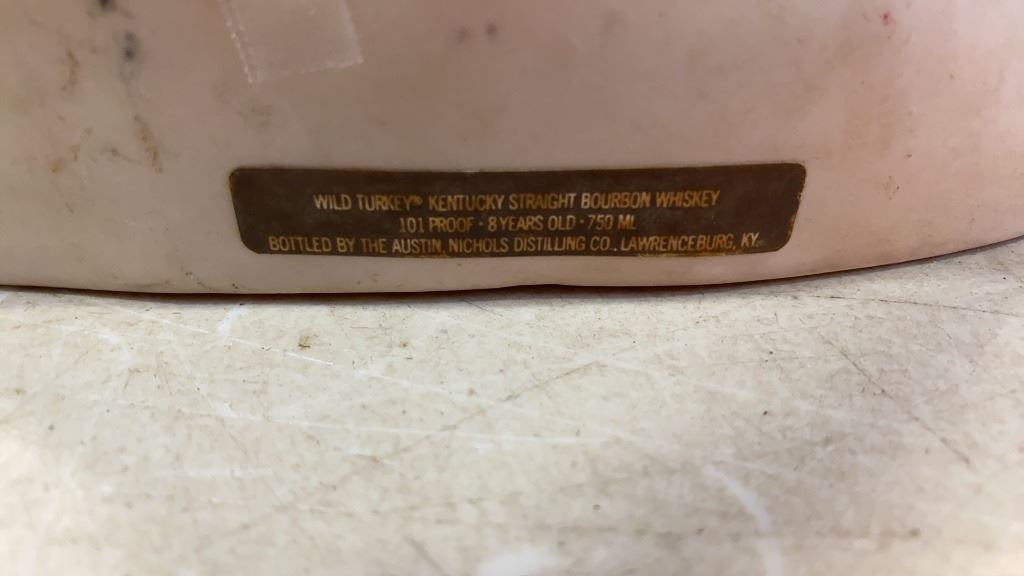 WILD TURKEY® KENTUCKY STRAIGHT BOURBON WHISKEY
101 PROOF · 8 YEARS OLD · 750 ML
BOTTLED BY THE AUSTIN, NICHOLS DISTILLING CO., LAWRENCEBURG, KY.